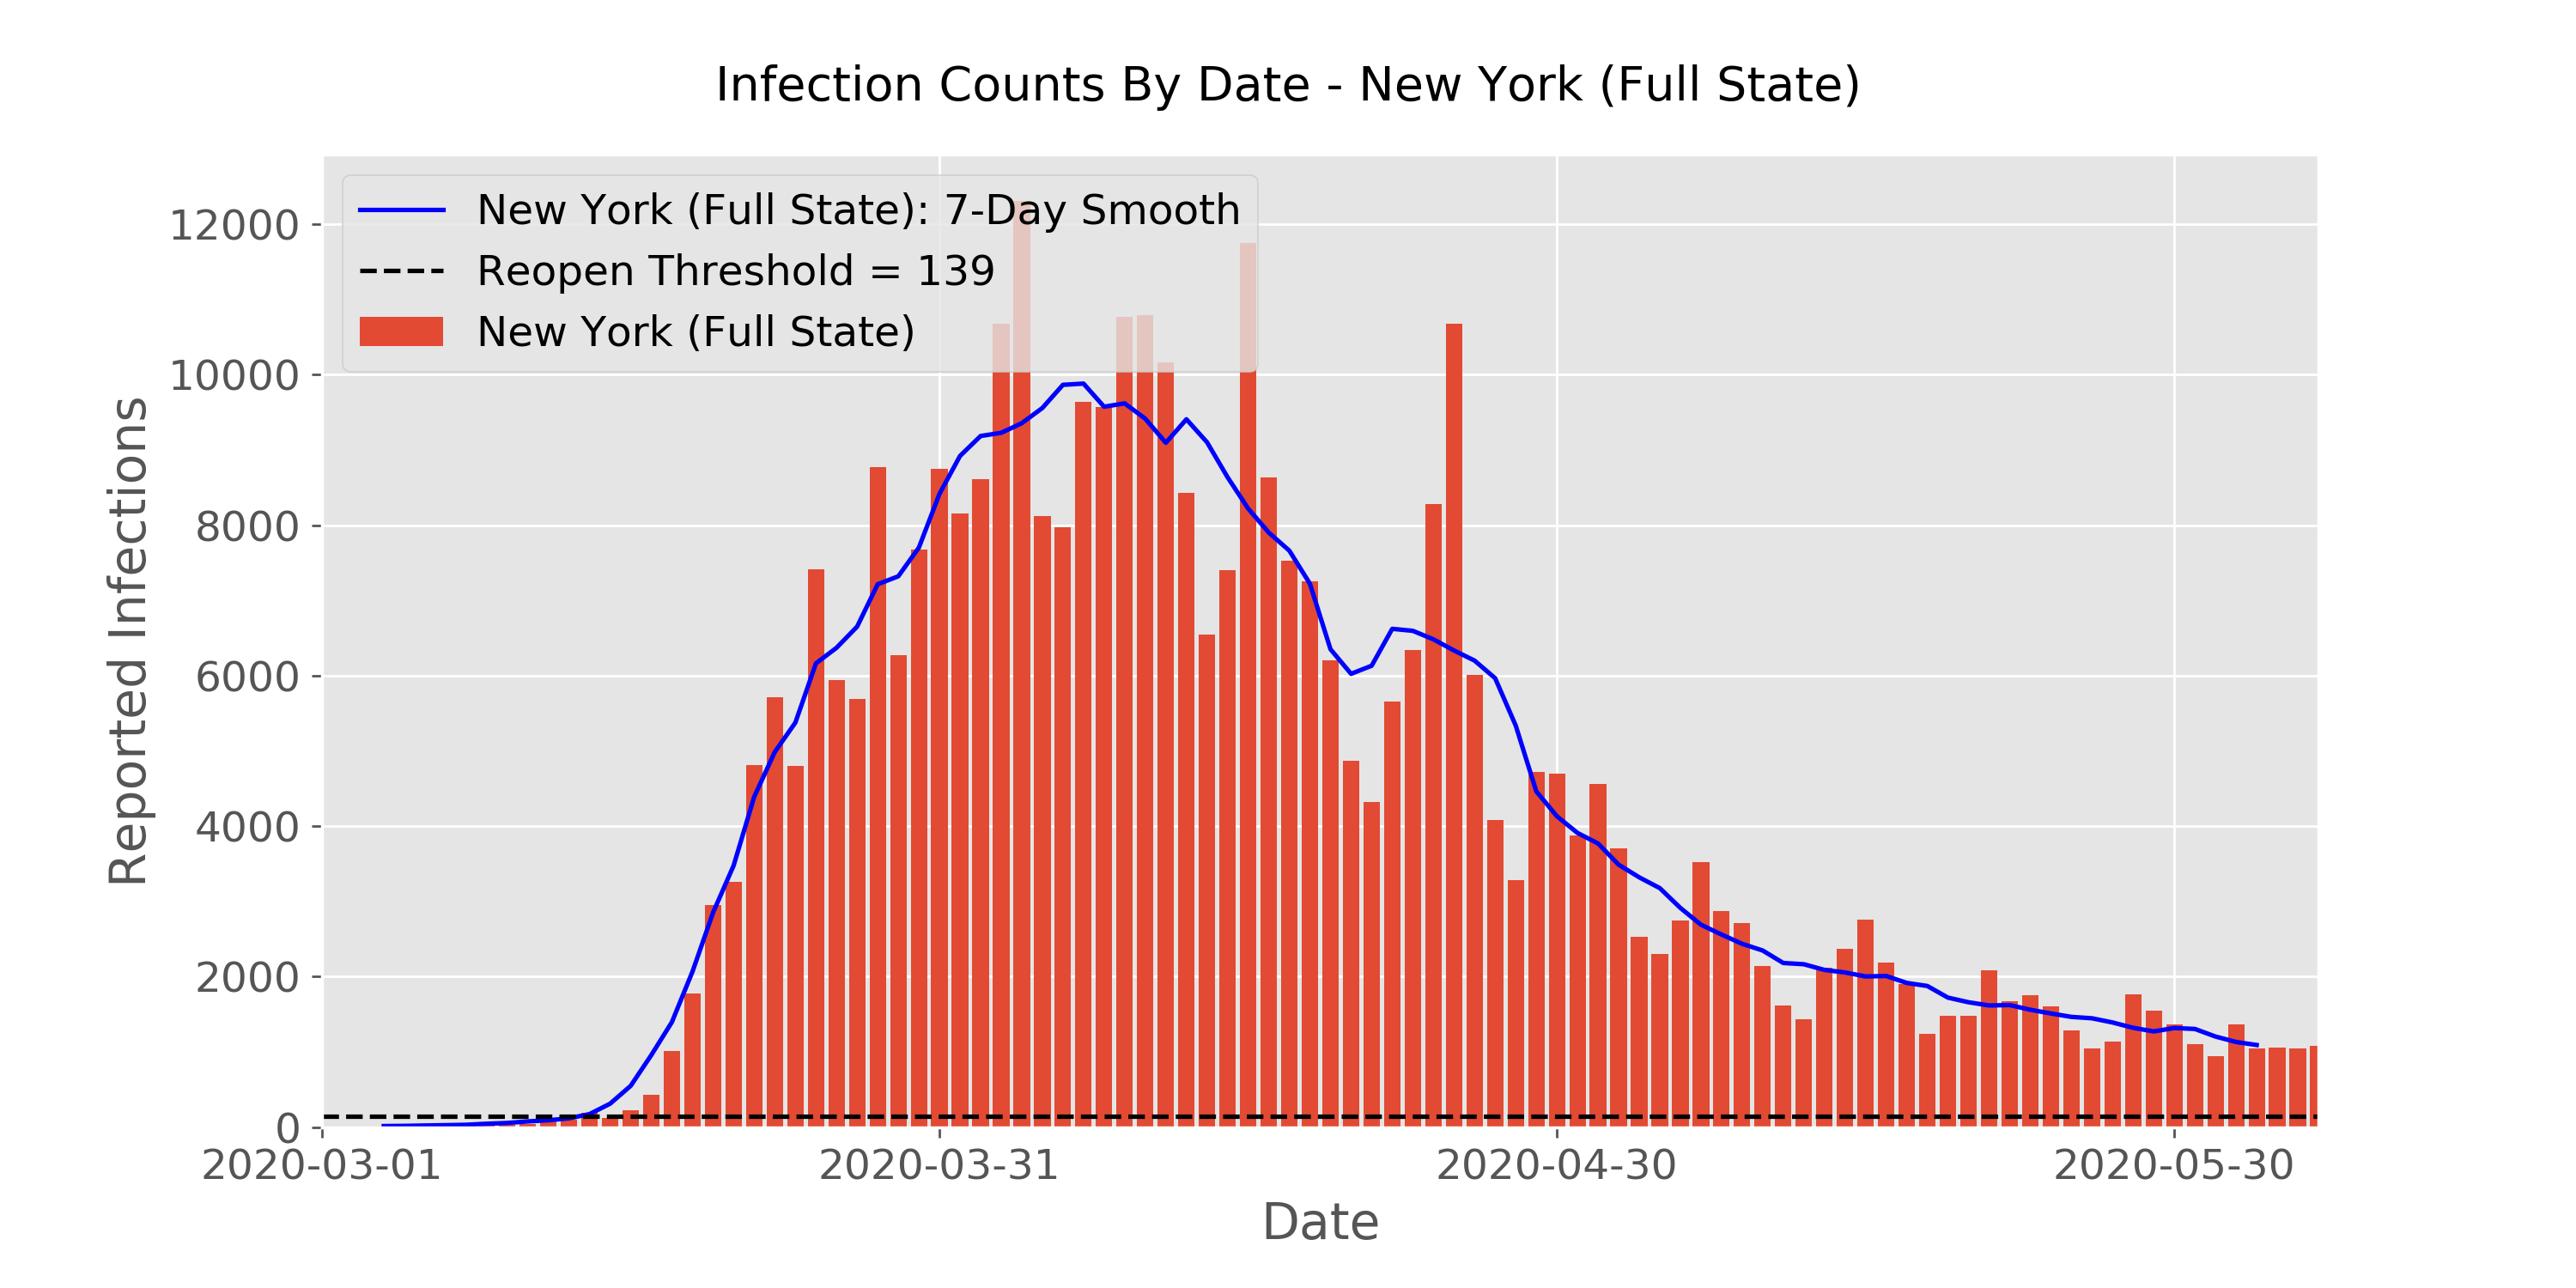 Infection Counts By Date - New York (Full State)
New York (Full State): 7-Day Smooth
Reopen Threshold = 139
New York (Full State)
12000
10000
8000
6000
4000
2000
0
Reported Infections
2020-03-01 2020-03-31 2020-04-30 2020-05-30
Date